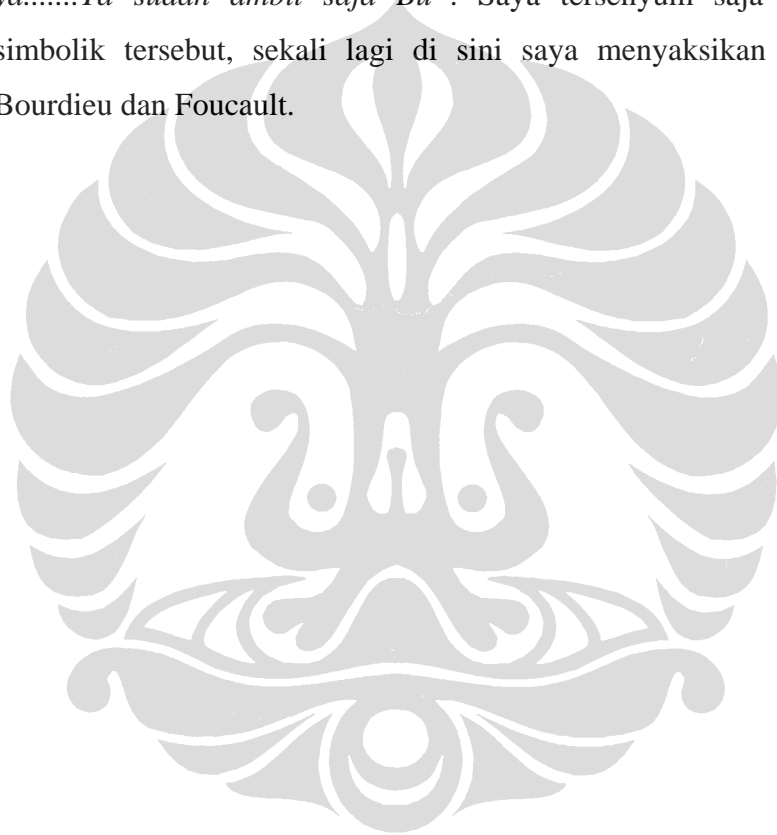 ya.......Ya sudah ambil saja Bu". Saya tersenyum saja
simbolik tersebut, sekali lagi di sini saya menyaksikan
Bourdieu dan Foucault.